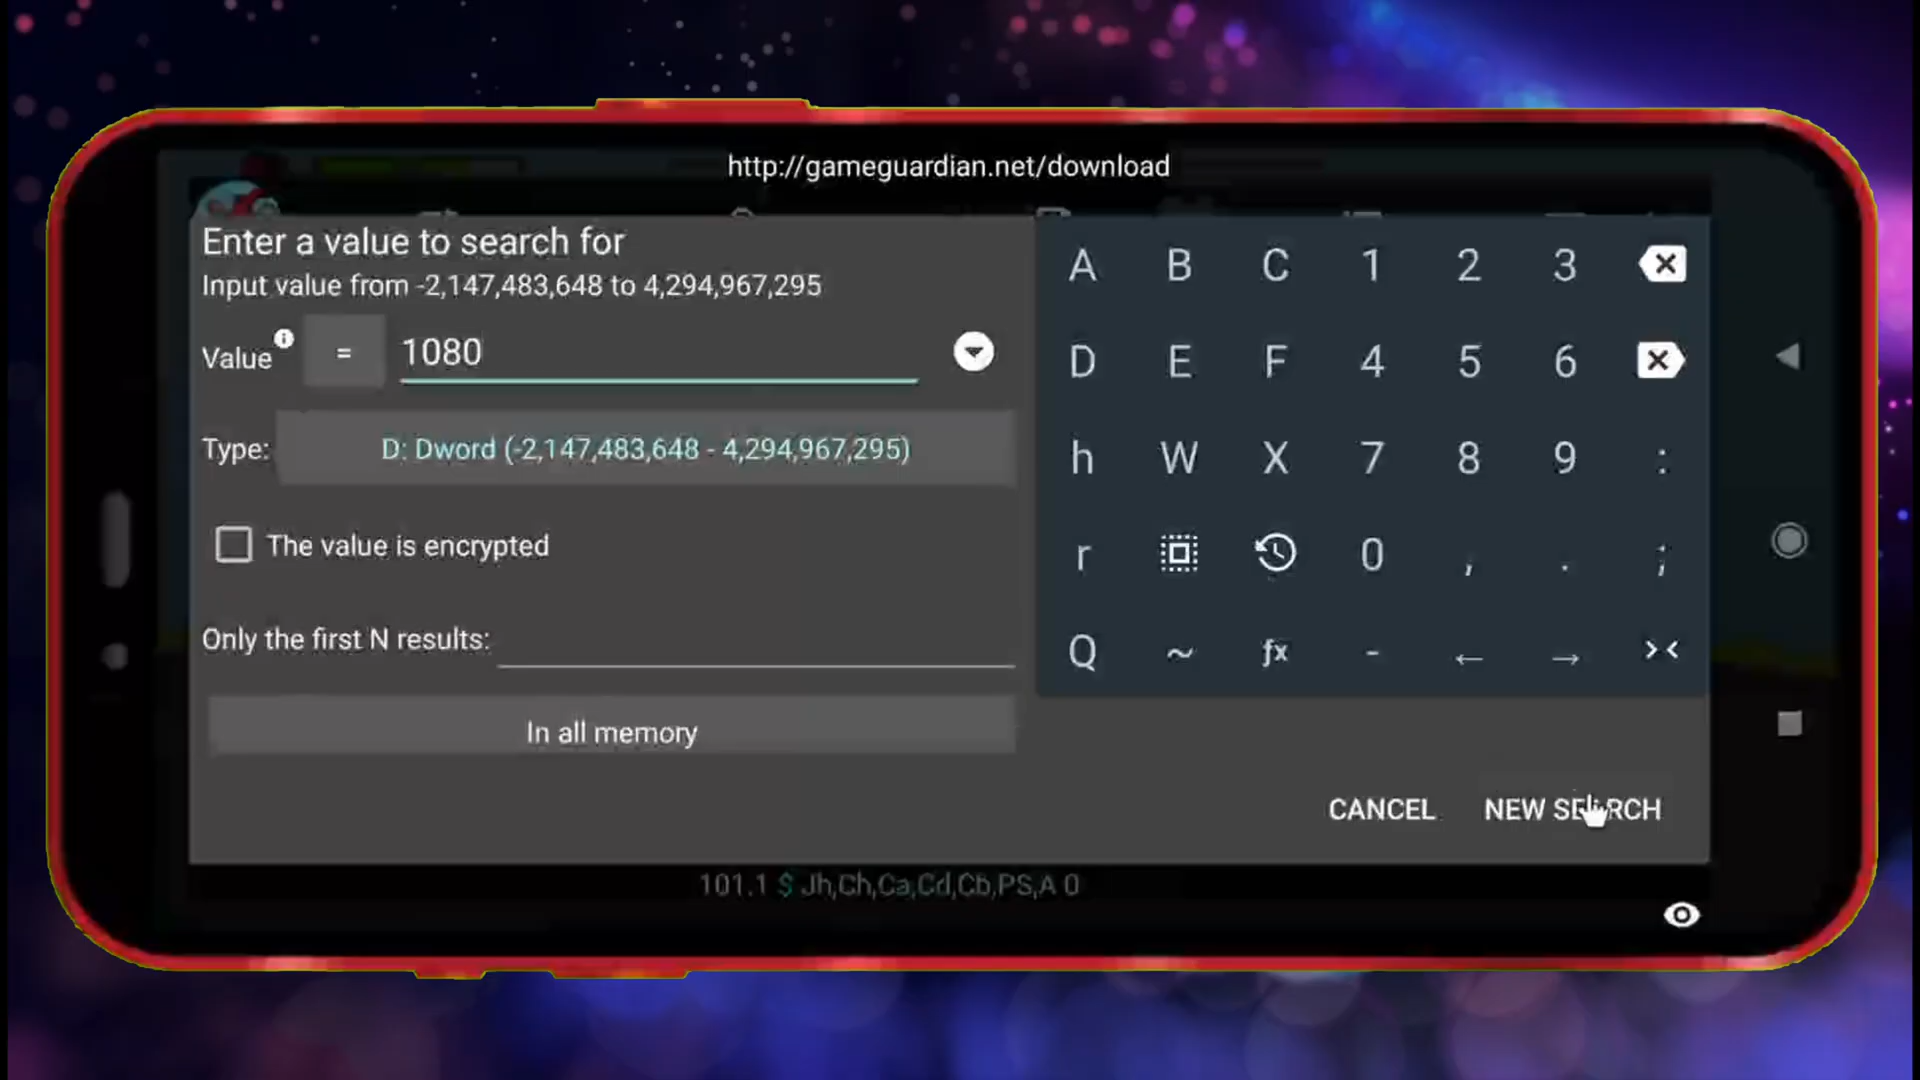 http://gameguardian.net/download
Enter a value to search for
Input value from -2,147,483,648 to 4,294,967,295
Value = 1080
Type: D: Dword (-2,147,483,648 - 4,294,967,295)
The value is encrypted
Only the first N results:
In all memory
A B C 1 2 3
D E F 4 5 6
h W X 7 8 9 :
r 0 , . ;
Q ~ ƒx - ← → ><
CANCEL NEW SEARCH
101.1 $ Jh,Ch,Ca,Cd,Cb,PS,A 0